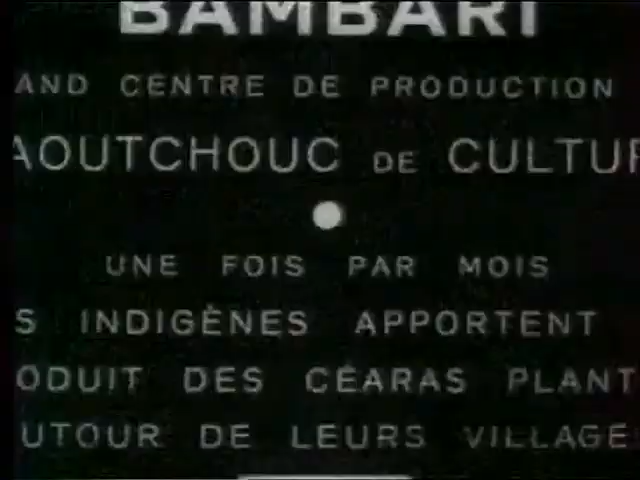 BAMBARI
AND CENTRE DE PRODUCTION
AOUTCHOUC DE CULTUR
UNE FOIS PAR MOIS
S INDIGÈNES APPORTENT
ODUIT DES CÉARAS PLANT
UTOUR DE LEURS VILLAGE